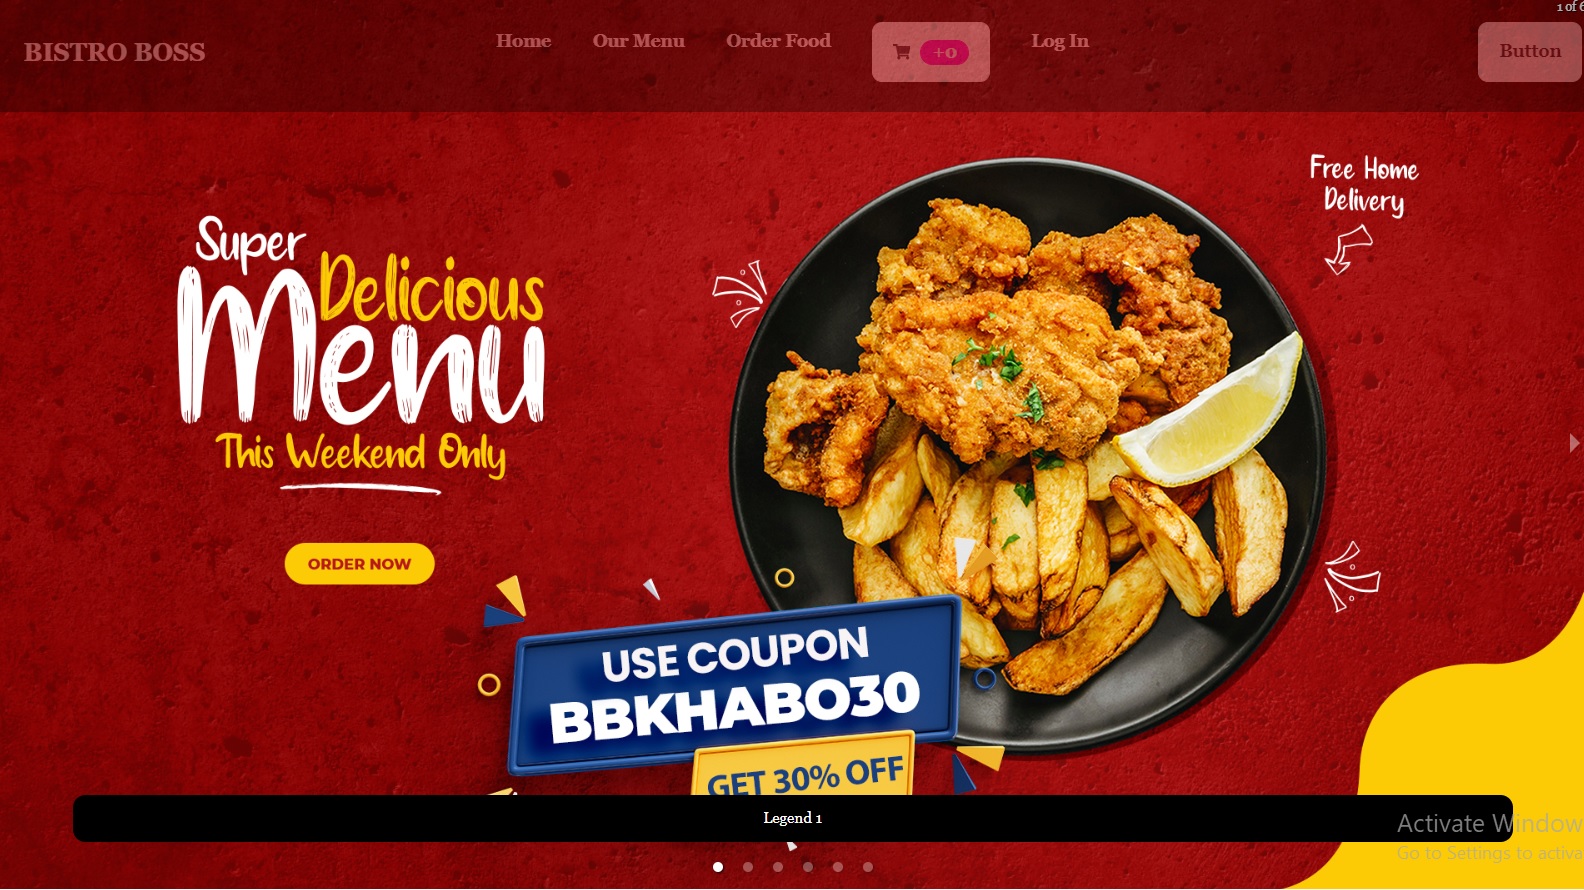 1 of 6
BISTRO BOSS
Home
Our Menu
Order Food
+0
Log In
Button
Free Home
Delivery
Super
Delicious
Menu
This Weekend Only
ORDER NOW
USE COUPON
BBKHABO30
GET 30% OFF
Legend 1
Activate Window
Go to Settings to activa